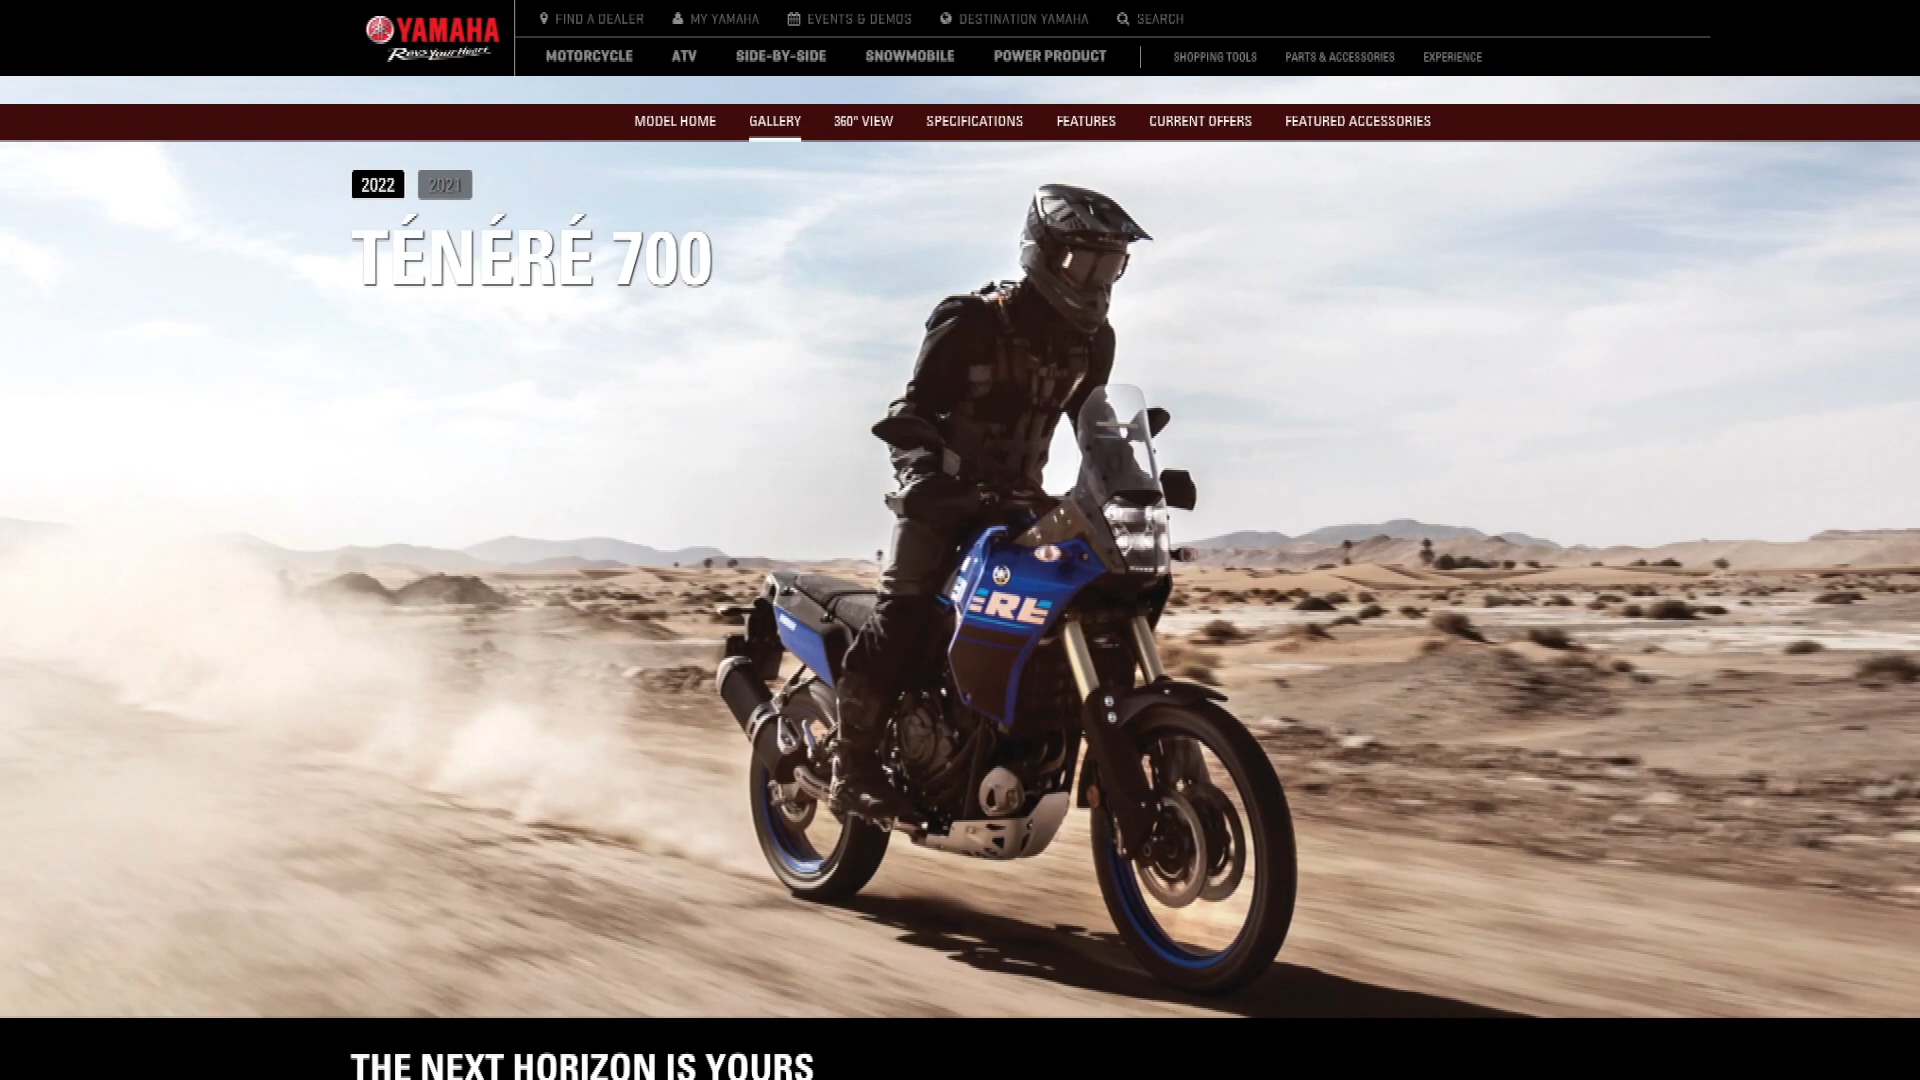 YAMAHA
Revs Your Heart
FIND A DEALER
MY YAMAHA
EVENTS & DEMOS
DESTINATION YAMAHA
SEARCH
MOTORCYCLE
ATV
SIDE-BY-SIDE
SNOWMOBILE
POWER PRODUCT
SHOPPING TOOLS
PARTS & ACCESSORIES
EXPERIENCE
MODEL HOME
GALLERY
360° VIEW
SPECIFICATIONS
FEATURES
CURRENT OFFERS
FEATURED ACCESSORIES
2022
2021
TÉNÉRÉ 700
ERE
THE NEXT HORIZON IS YOURS